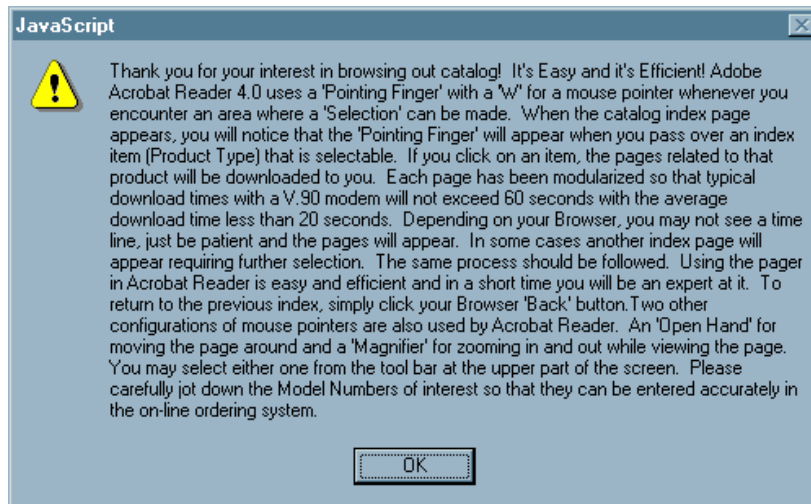 JavaScript
Thank you for your interest in browsing out catalog!  It's Easy and it's Efficient! Adobe
Acrobat Reader 4.0 uses a 'Pointing Finger' with a 'W' for a mouse pointer whenever you
encounter an area where a 'Selection' can be made.  When the catalog index page
appears, you will notice that the 'Pointing Finger' will appear when you pass over an index
item (Product Type) that is selectable.  If you click on an item, the pages related to that
product will be downloaded to you.  Each page has been modularized so that typical
download times with a V.90 modem will not exceed 60 seconds with the average
download time less than 20 seconds.  Depending on your Browser, you may not see a time
line, just be patient and the pages will appear.  In some cases another index page will
appear requiring further selection.  The same process should be followed.  Using the pager
in Acrobat Reader is easy and efficient and in a short time you will be an expert at it.  To
return to the previous index, simply click your Browser 'Back' button.Two other
configurations of mouse pointers are also used by Acrobat Reader.  An 'Open Hand' for
moving the page around and a 'Magnifier' for zooming in and out while viewing the page.
You may select either one from the tool bar at the upper part of the screen.  Please
carefully jot down the Model Numbers of interest so that they can be entered accurately in
the on-line ordering system.
OK